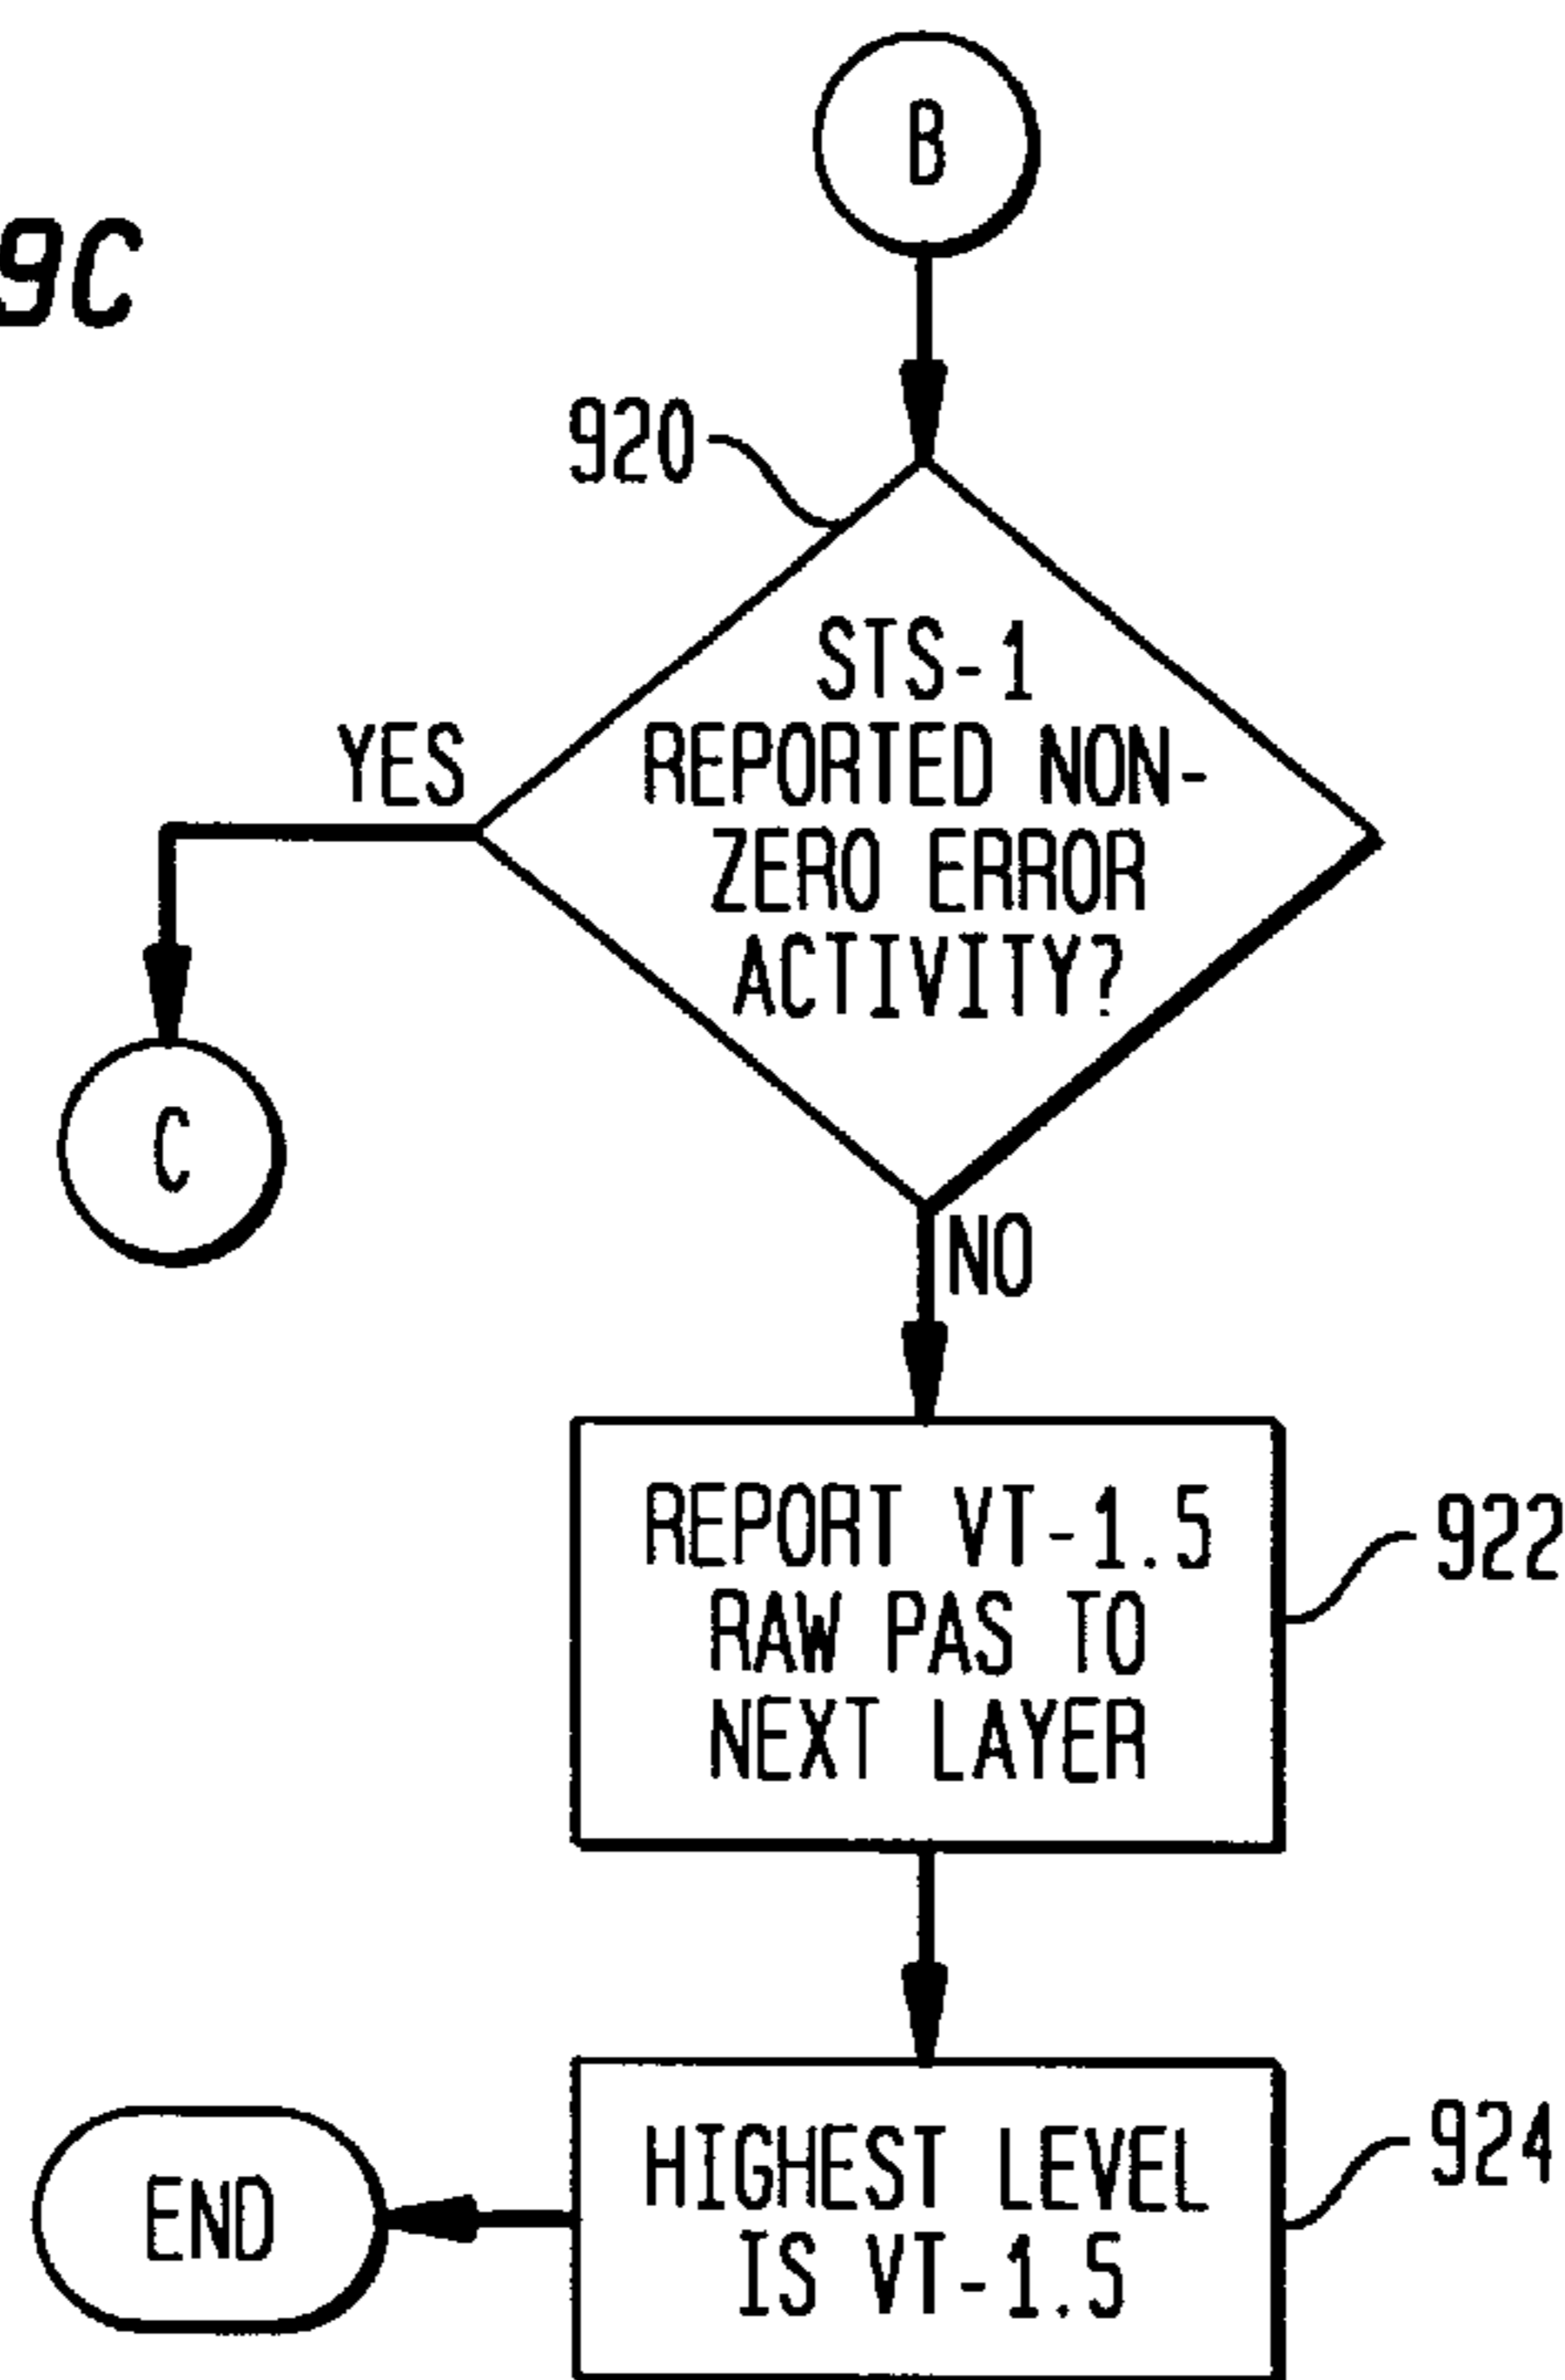 B
9C
920
STS-1
REPORTED NON-
ZERO ERROR
ACTIVITY?
YES
C
NO
REPORT VT-1.5
RAW PAS TO
NEXT LAYER
922
HIGHEST LEVEL
IS VT-1.5
924
END